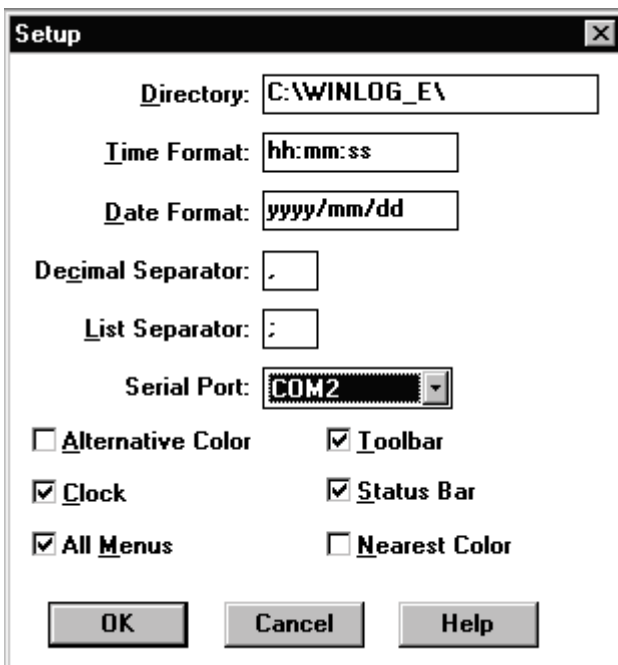 Setup
Directory: C:\WINLOG_E\
Time Format: hh:mm:ss
Date Format: yyyy/mm/dd
Decimal Separator: ,
List Separator: ;
Serial Port: COM2
Alternative Color Toolbar
Clock Status Bar
All Menus Nearest Color
OK Cancel Help